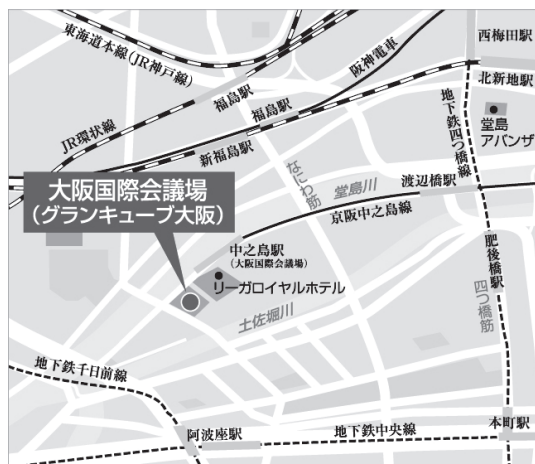 東海道本線(JR神戸線)
西梅田駅
阪神電車
北新地駅
福島駅
福島駅
JR環状線
新福島駅
地下鉄四つ橋線
堂島
アバンザ
なにわ筋
大阪国際会議場
(グランキューブ大阪)
堂島川
渡辺橋駅
京阪中之島線
中之島駅
(大阪国際会議場)
リーガロイヤルホテル
肥後橋駅
四つ橋筋
土佐堀川
地下鉄千日前線
阿波座駅
地下鉄中央線
本町駅